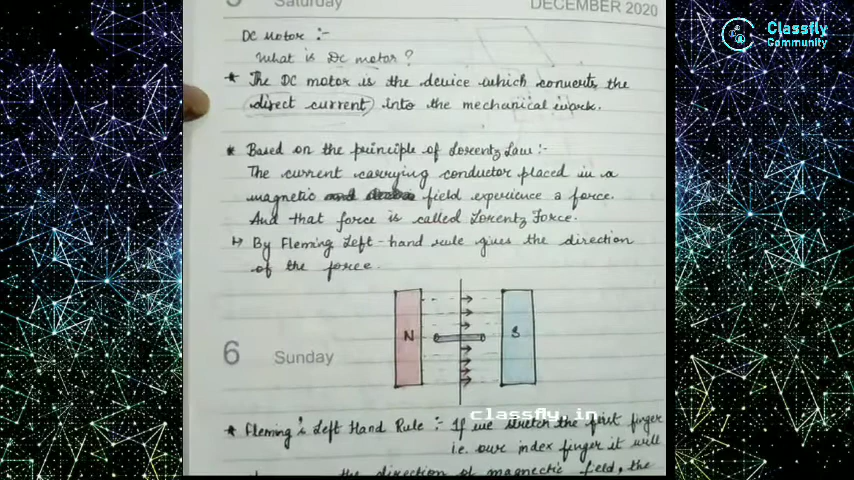 Saturday
DECEMBER 2020
Classfly
Community
DC Motor :-
What is Dc motor ?
* The DC motor is the device which converts the
direct current into the mechanical work.
* Based on the principle of Lorentz Law :-
The current carrying conductor placed in a
magnetic field experience a force.
And that force is called Lorentz Force.
↦ By Fleming Left-hand rule gives the direction
of the force.
N
S
6 Sunday
classfly.in
* Fleming's Left Hand Rule :- If we stretch the first finger
i.e. our index finger it will
the direction of magnectic field, the